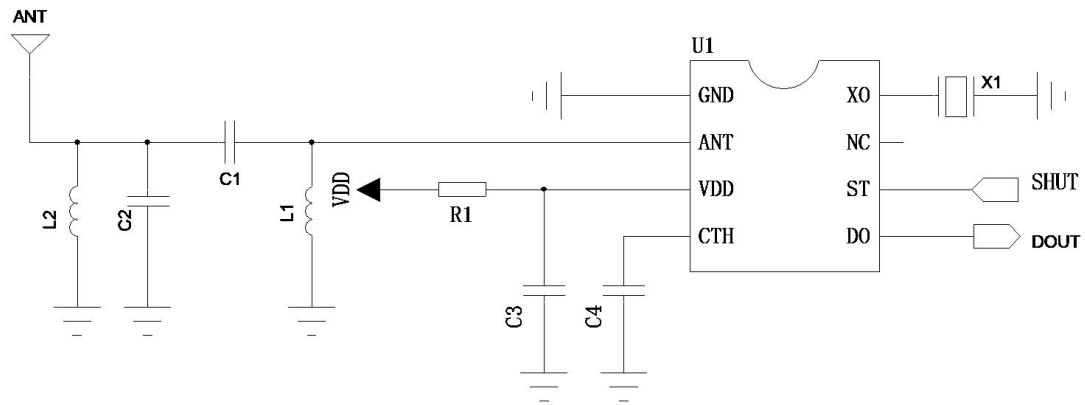 ANT
U1
GND
XO
X1
ANT
NC
C1
L2
C2
L1
VDD
R1
VDD
ST
SHUT
CTH
DO
DOUT
C3
C4